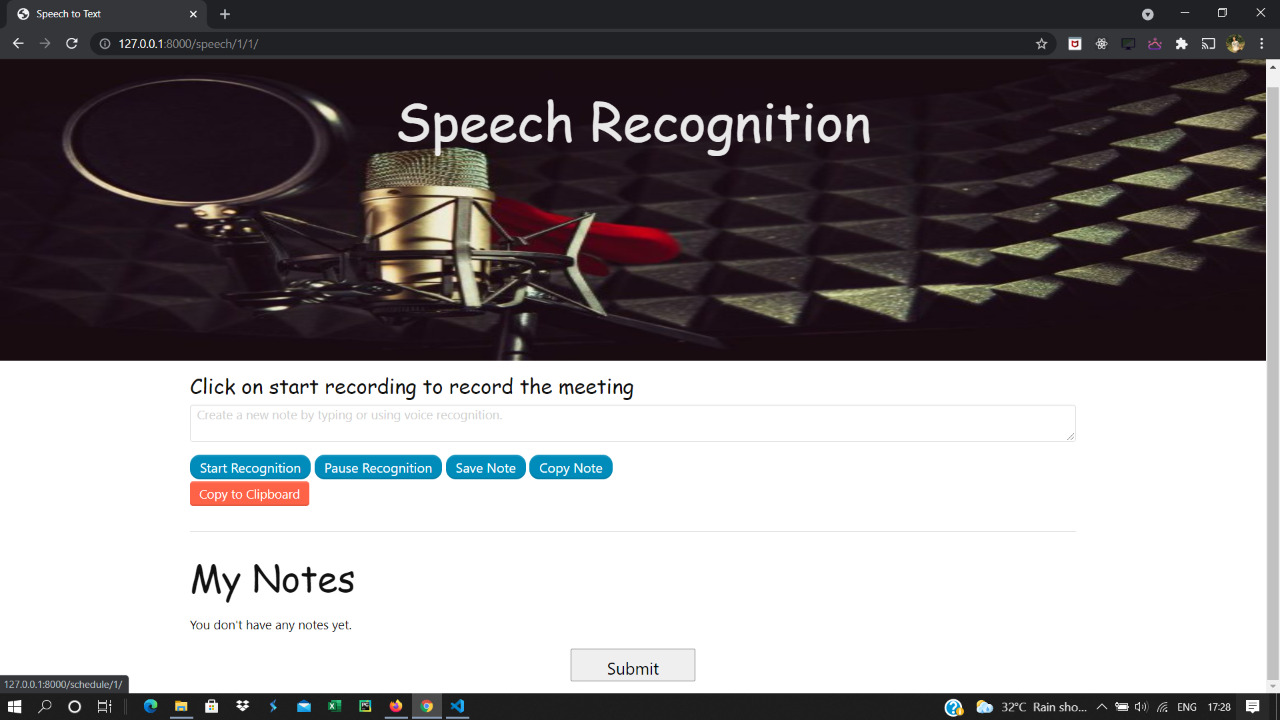 Speech to Text
127.0.0.1:8000/speech/1/1/
Speech Recognition
Click on start recording to record the meeting
Create a new note by typing or using voice recognition.
Start Recognition Pause Recognition Save Note Copy Note
Copy to Clipboard
My Notes
You don't have any notes yet.
Submit
127.0.0.1:8000/schedule/1/
32°C Rain sho... ENG 17:28